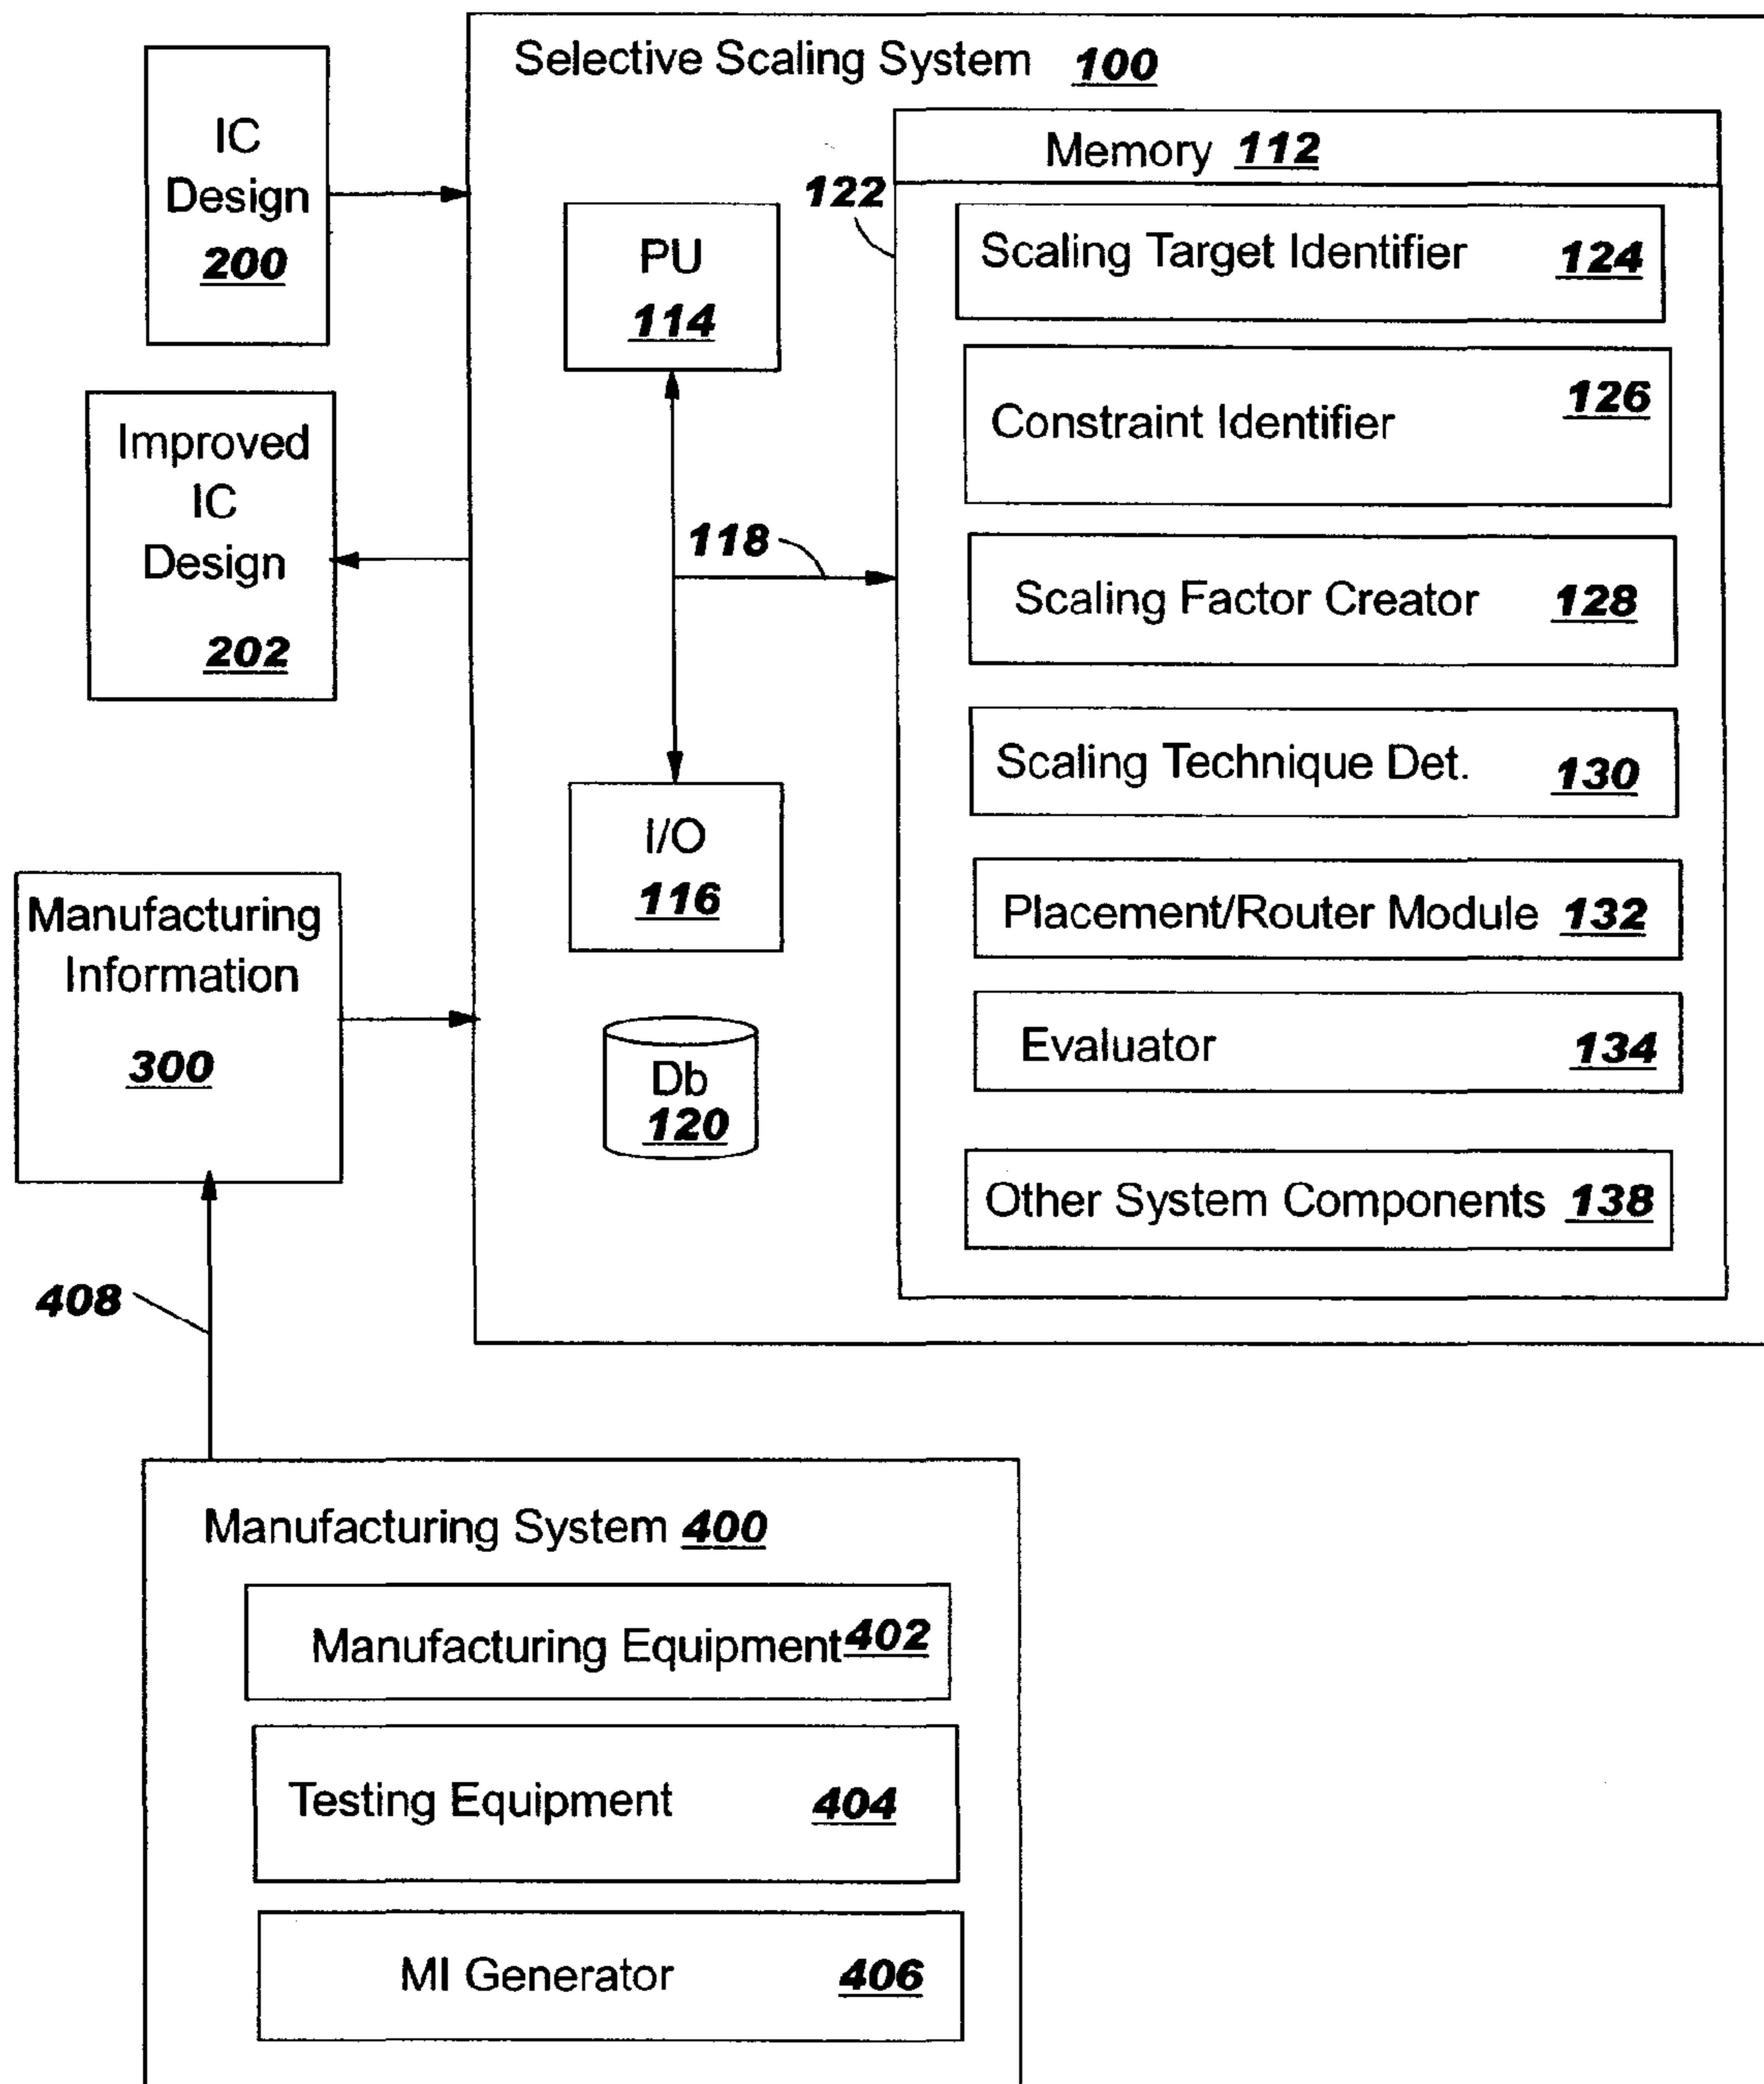 Selective Scaling System 100
IC
Design
200
Improved
IC
Design
202
Manufacturing
Information
300
408
PU
114
118
I/O
116
Db
120
122
Memory 112
Scaling Target Identifier 124
Constraint Identifier 126
Scaling Factor Creator 128
Scaling Technique Det. 130
Placement/Router Module 132
Evaluator 134
Other System Components 138
Manufacturing System 400
Manufacturing Equipment 402
Testing Equipment 404
MI Generator 406